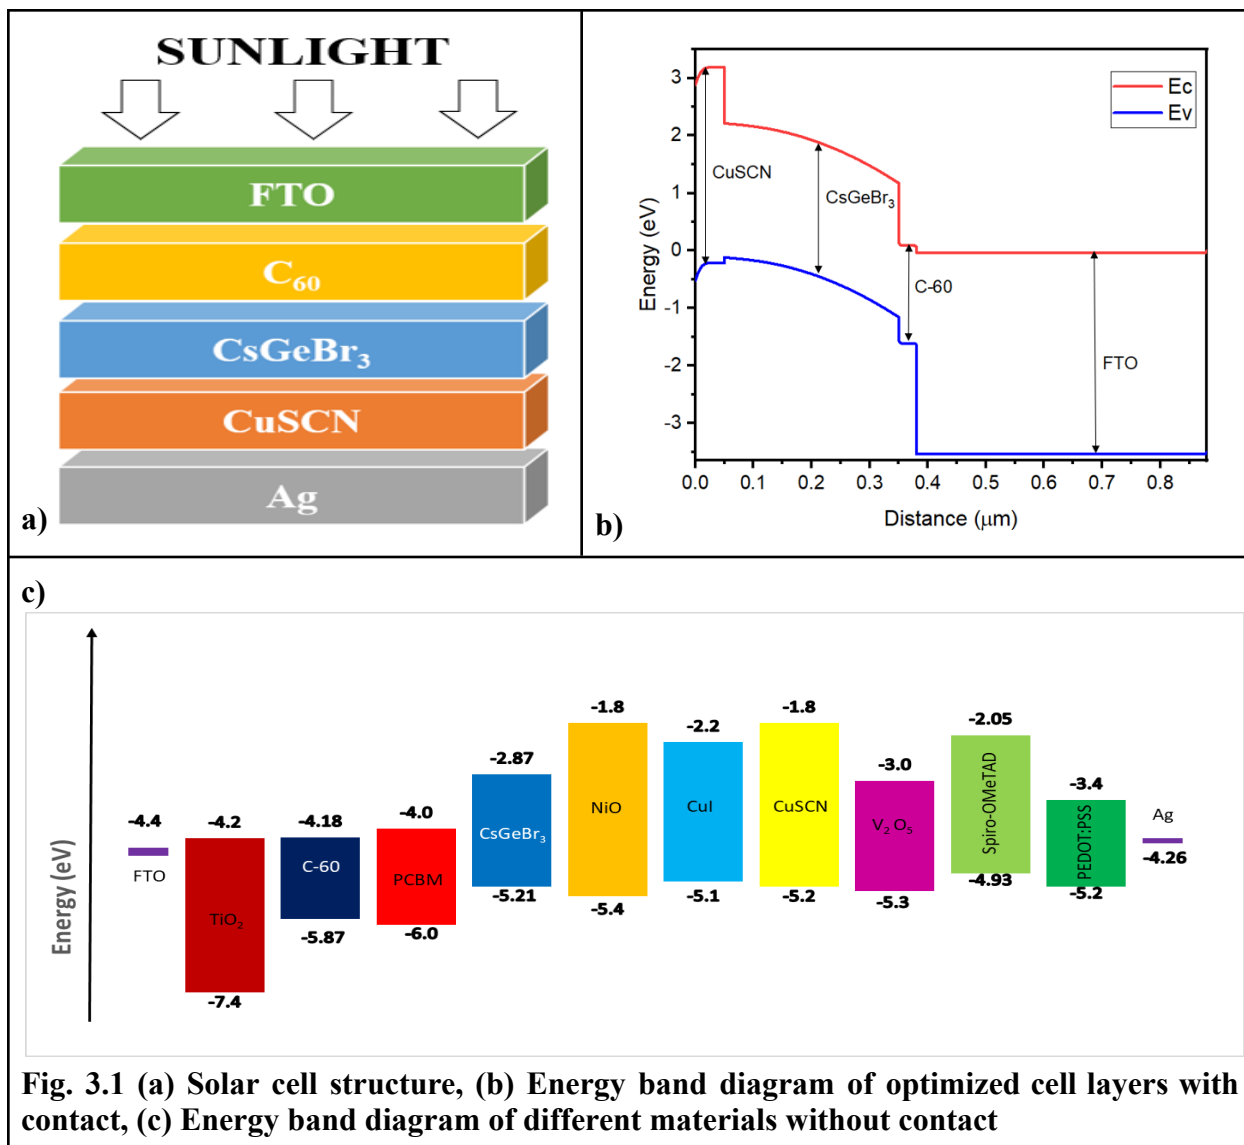 SUNLIGHT
FTO
C₆₀
CsGeBr₃
CuSCN
Ag
a)
Energy (eV)
3
2
1
0
-1
-2
-3
0.0 0.1 0.2 0.3 0.4 0.5 0.6 0.7 0.8
Distance (μm)
Ec
Ev
CuSCN
CsGeBr₃
C-60
FTO
b)
c)
Energy (eV)
-4.4
FTO
-4.2
TiO₂
-7.4
-4.18
C-60
-5.87
-4.0
PCBM
-6.0
-2.87
CsGeBr₃
-5.21
-1.8
NiO
-5.4
-2.2
CuI
-5.1
-1.8
CuSCN
-5.2
-3.0
V₂ O₅
-5.3
-2.05
Spiro-OMeTAD
-4.93
-3.4
PEDOT:PSS
-5.2
Ag
-4.26
Fig. 3.1 (a) Solar cell structure, (b) Energy band diagram of optimized cell layers with
contact, (c) Energy band diagram of different materials without contact